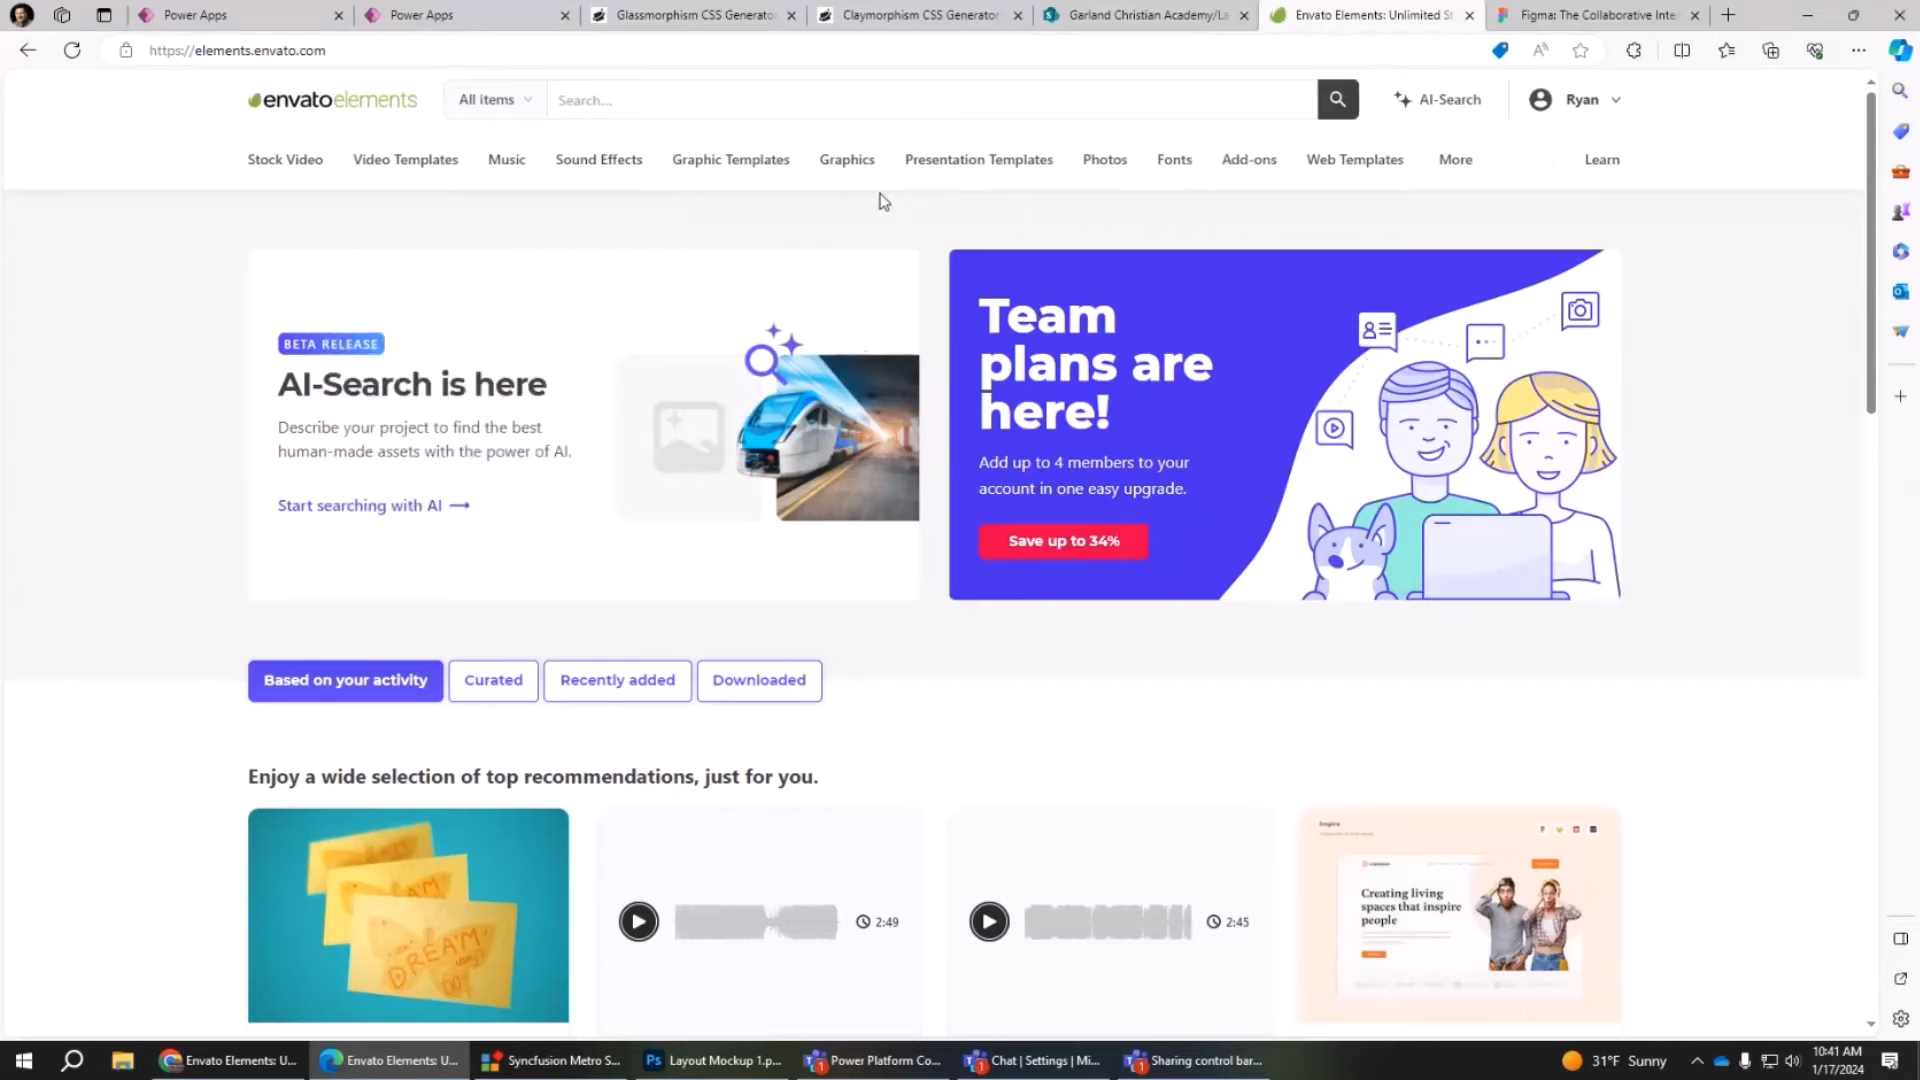 Power Apps
Power Apps
Glassmorphism CSS Generato
Claymorphism CSS Generator
Garland Christian Academy/La
Envato Elements: Unlimited St
Figma: The Collaborative Inte
https://elements.envato.com
envato elements
All items
Search...
AI-Search
Ryan
Stock Video
Video Templates
Music
Sound Effects
Graphic Templates
Graphics
Presentation Templates
Photos
Fonts
Add-ons
Web Templates
More
Learn
BETA RELEASE
AI-Search is here
Describe your project to find the best
human-made assets with the power of AI.
Start searching with AI
Team
plans are
here!
Add up to 4 members to your
account in one easy upgrade.
Save up to 34%
Based on your activity
Curated
Recently added
Downloaded
Enjoy a wide selection of top recommendations, just for you.
DREAM
2:49
2:45
Inspire
Creating living
spaces that inspire
people
Envato Elements: U...
Envato Elements: U...
Syncfusion Metro S...
Ps
Layout Mockup 1.p...
Power Platform Co...
Chat | Settings | Mi...
Sharing control bar...
31°F Sunny
10:41 AM
1/17/2024